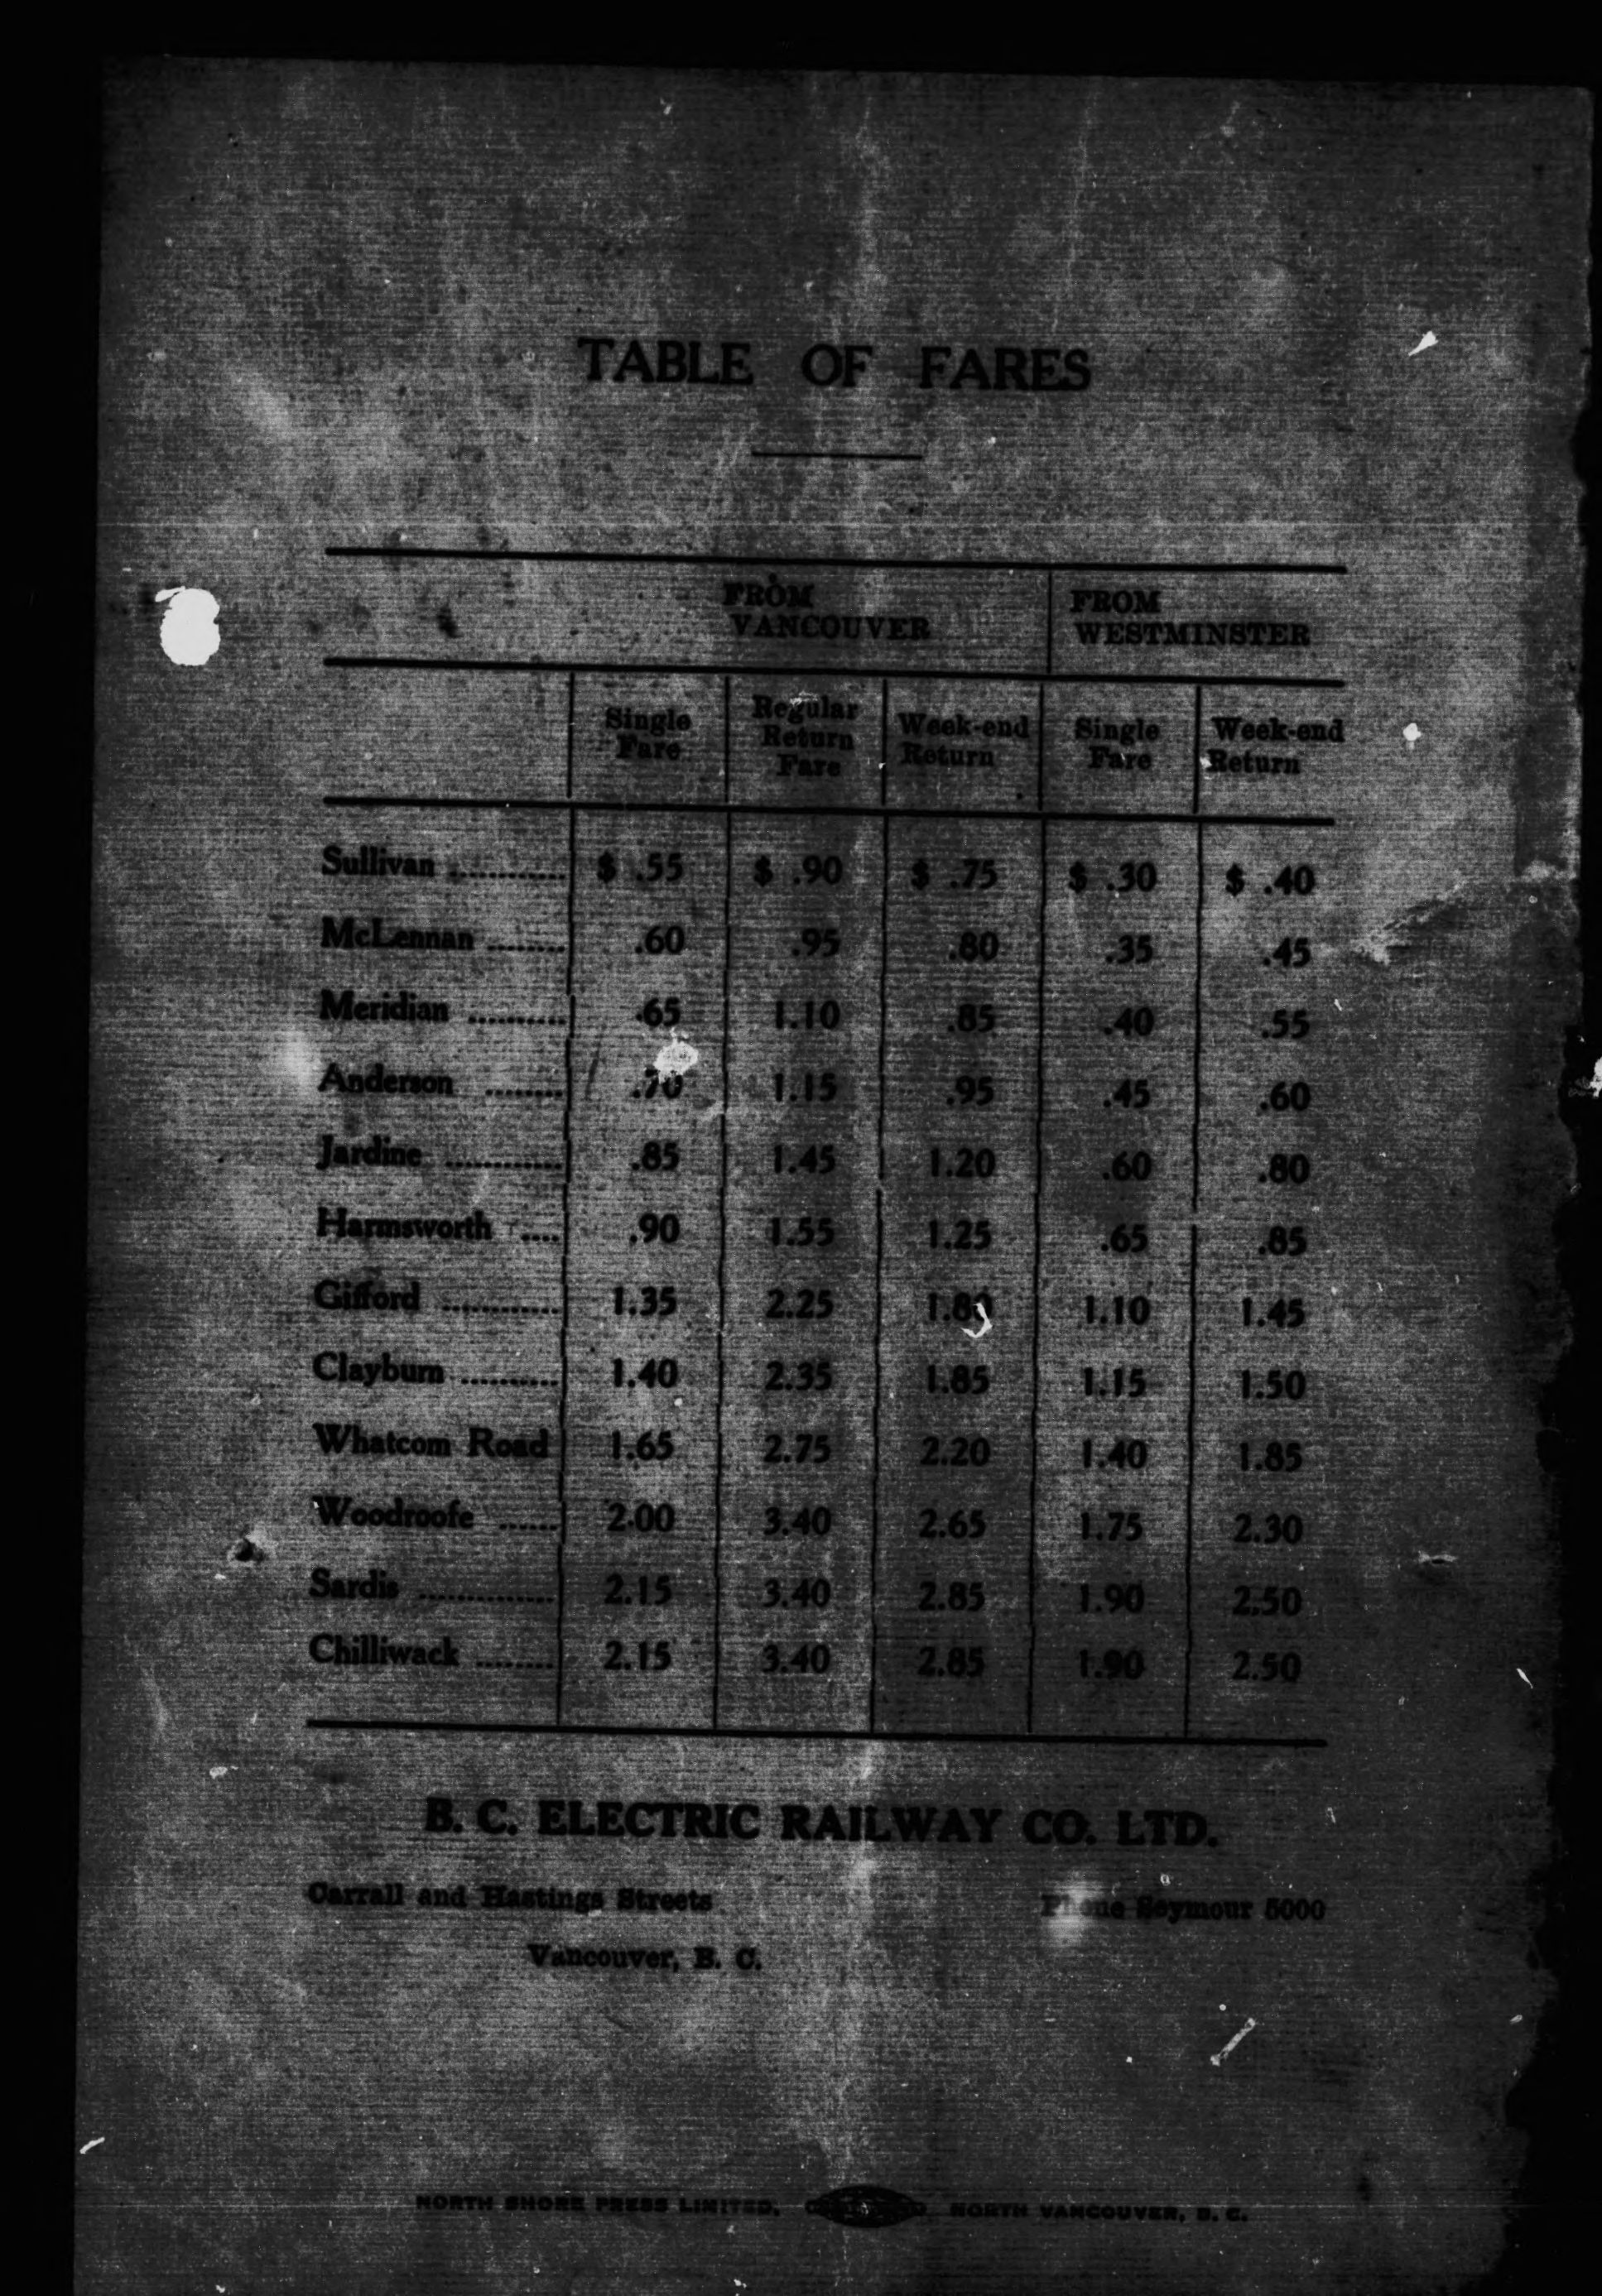 TABLE OF FARES
FROM VANCOUVER FROM WESTMINSTER
Single Fare Regular Return Fare Week-end Return Single Fare Week-end Return
Sullivan ............ $ .55 $ .90 $ .75 $ .30 $ .40
McLennan ........ .60 .95 .80 .35 .45
Meridian .......... .65 1.10 .85 .40 .55
Anderson ........ .70 1.15 .95 .45 .60
Jardine ............ .85 1.45 1.20 .60 .80
Harmsworth .... .90 1.55 1.25 .65 .85
Gifford ............ 1.35 2.25 1.80 1.10 1.45
Clayburn .......... 1.40 2.35 1.85 1.15 1.50
Whatcom Road 1.65 2.75 2.20 1.40 1.85
Woodroofe ...... 2.00 3.40 2.65 1.75 2.30
Sardis .............. 2.15 3.40 2.85 1.90 2.50
Chilliwack ........ 2.15 3.40 2.85 1.90 2.50
B. C. ELECTRIC RAILWAY CO. LTD.
Carrall and Hastings Streets Phone Seymour 5000
Vancouver, B. C.
NORTH SHORE PRESS LIMITED, NORTH VANCOUVER, B. C.